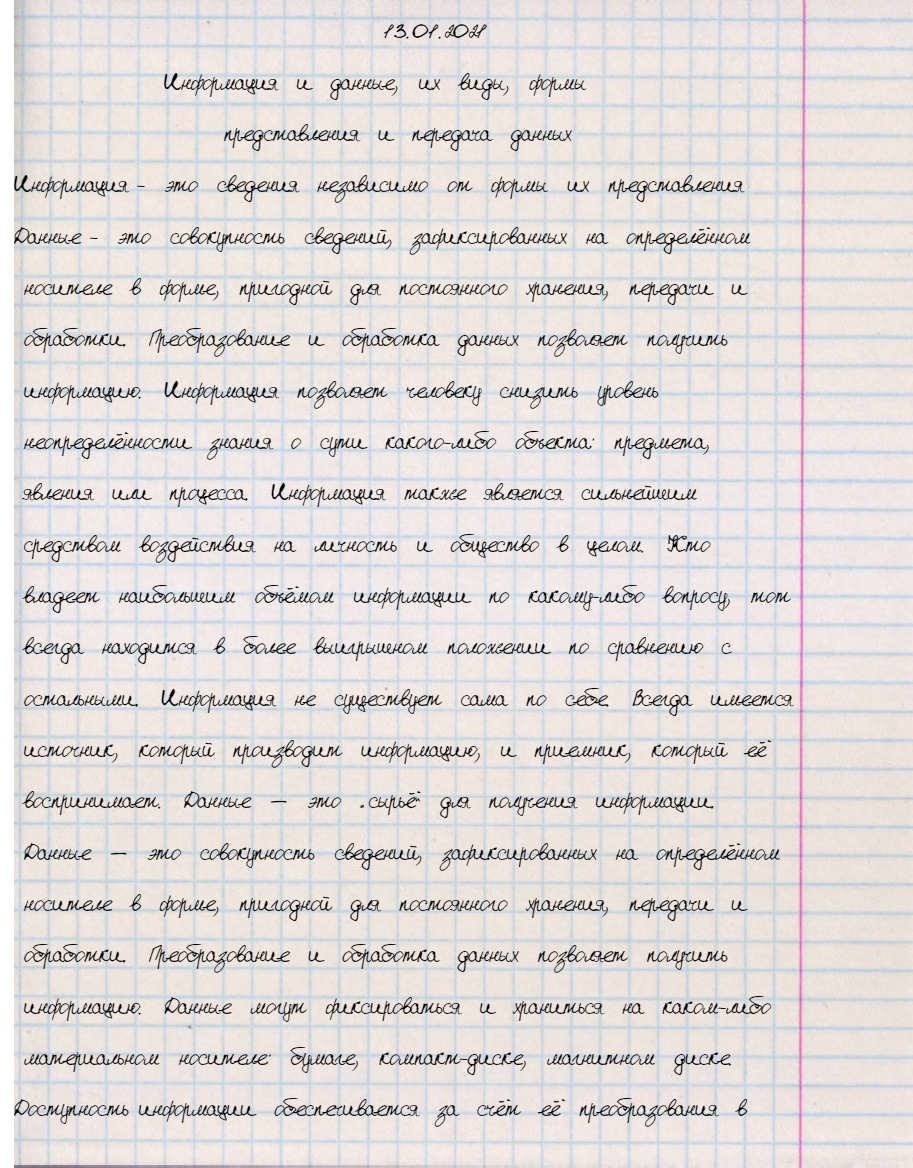 13.01.2021
Информация и данные, их виды, формы
представления и передача данных
Информация - это сведения независимо от формы их представления
Данные - это совокупность сведений, зафиксированных на определённом
носителе в форме, пригодной для постоянного хранения, передачи и
обработки. Преобразование и обработка данных позволяет получить
информацию. Информация позволяет человеку снизить уровень
неопределённости знания о сути какого-либо объекта: предмета,
явления или процесса. Информация также является сильнейшим
средством воздействия на личность и общество в целом. Кто
владеет наибольшим объёмом информации по какому-либо вопросу, тот
всегда находится в более выигрышном положении по сравнению с
остальными. Информация не существует сама по себе. Всегда имеется
источник, который производит информацию, и приемник, который её
воспринимает. Данные — это „сырьё“ для получения информации.
Данные — это совокупность сведений, зафиксированных на определённом
носителе в форме, пригодной для постоянного хранения, передачи и
обработки. Преобразование и обработка данных позволяет получить
информацию. Данные могут фиксироваться и храниться на каком-либо
материальном носителе: бумаге, компакт-диске, магнитном диске.
Доступность информации обеспечивается за счёт её преобразования в